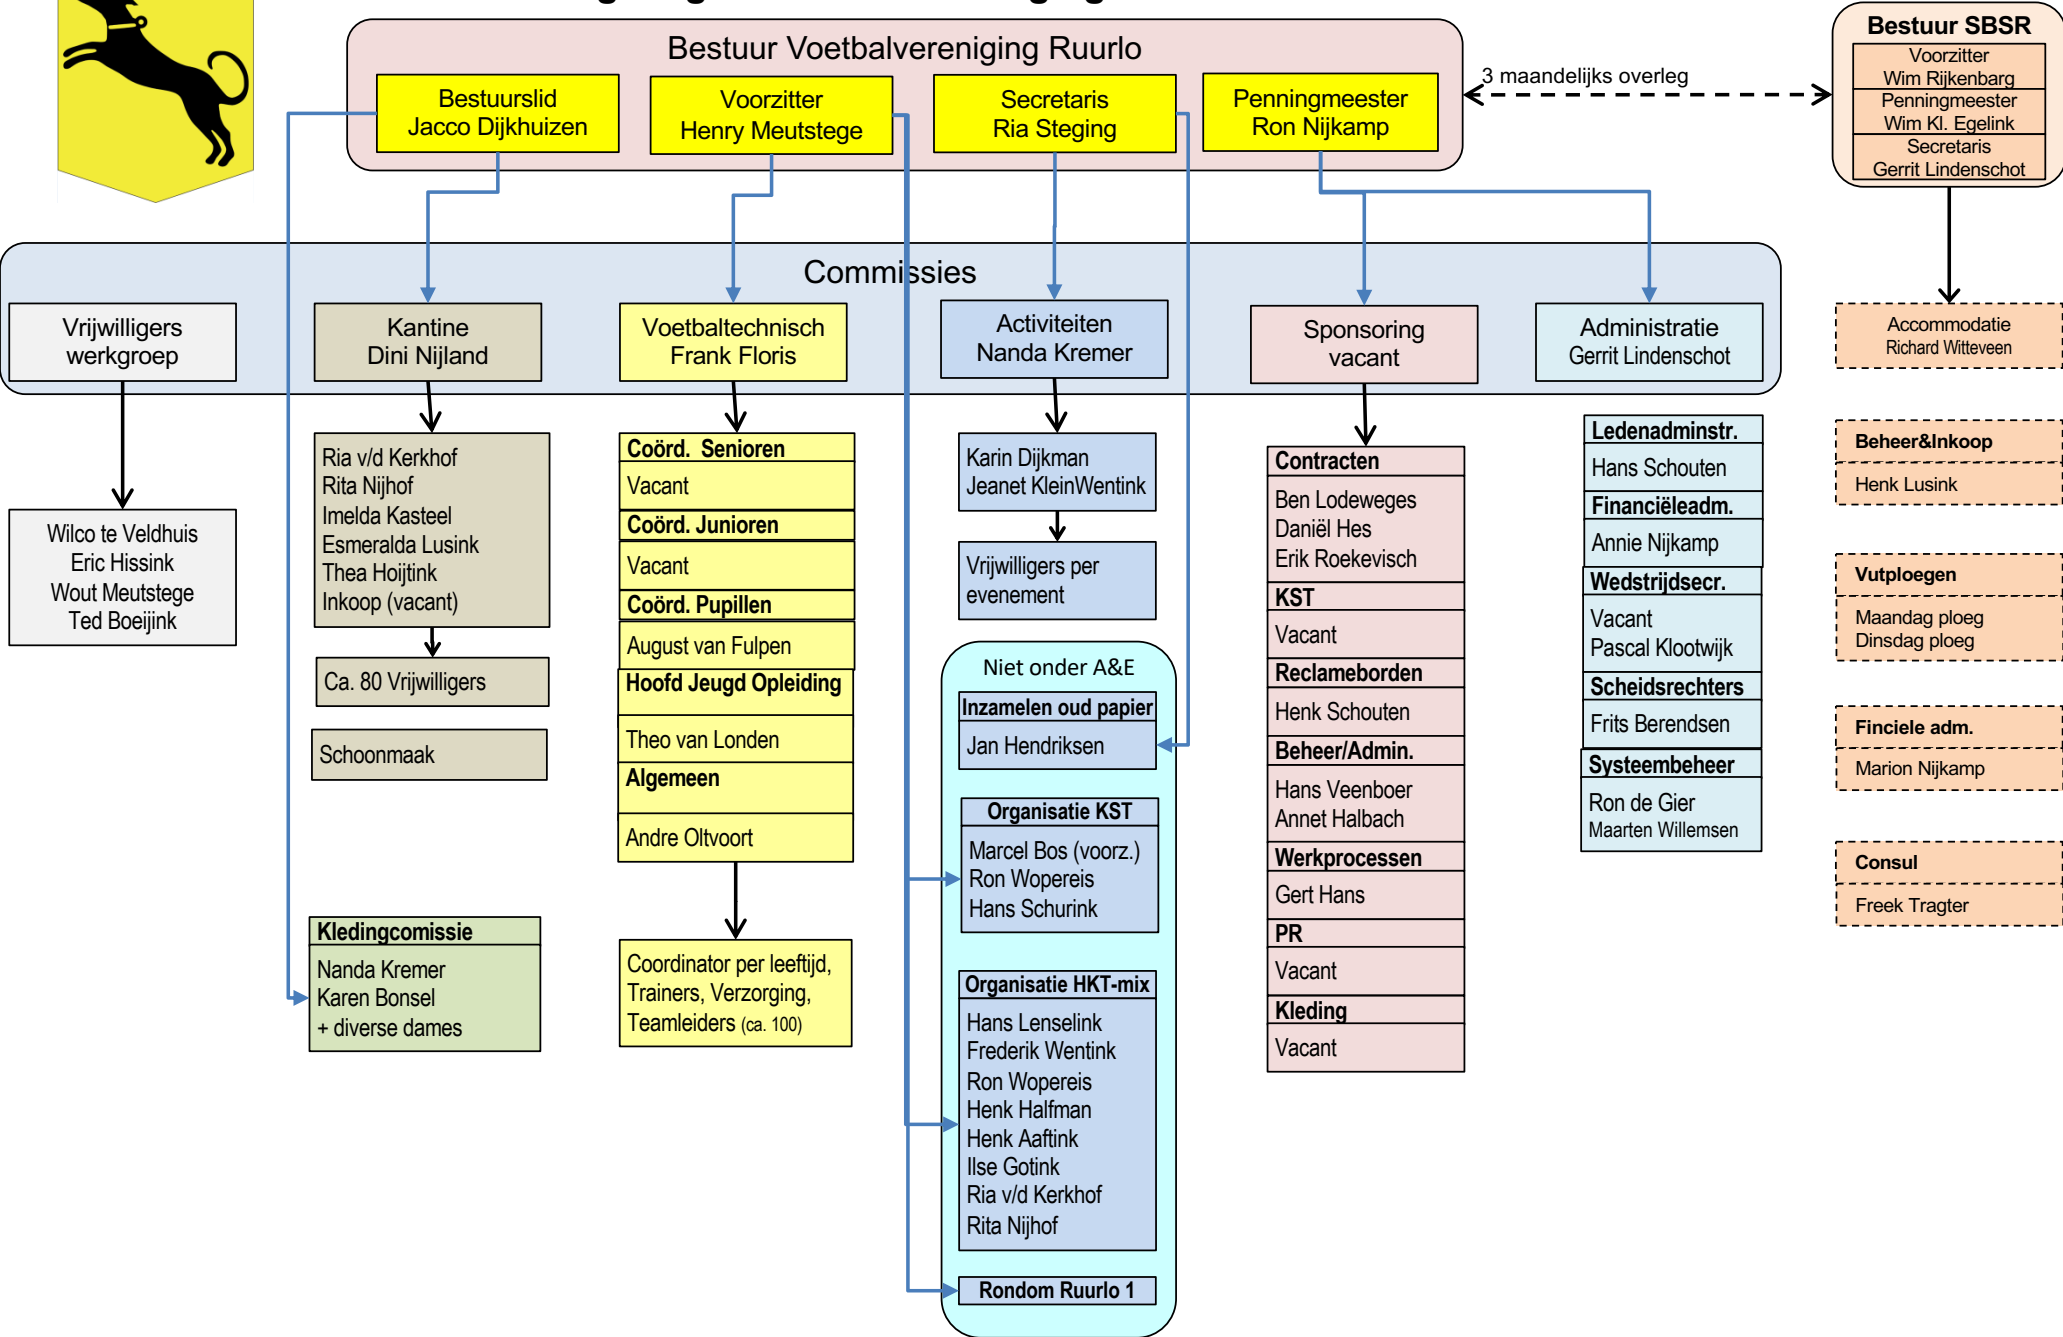 Bestuur Voetbalvereniging Ruurlo
Bestuurslid
Jacco Dijkhuizen
Voorzitter
Henry Meutstege
Secretaris
Ria Steging
Penningmeester
Ron Nijkamp
3 maandelijks overleg
Bestuur SBSR
Voorzitter
Wim Rijkenbarg
Penningmeester
Wim Kl. Egelink
Secretaris
Gerrit Lindenschot
Commissies
Vrijwilligers
werkgroep
Kantine
Dini Nijland
Voetbaltechnisch
Frank Floris
Activiteiten
Nanda Kremer
Sponsoring
vacant
Administratie
Gerrit Lindenschot
Accommodatie
Richard Witteveen
Wilco te Veldhuis
Eric Hissink
Wout Meutstege
Ted Boeijink
Ria v/d Kerkhof
Rita Nijhof
Imelda Kasteel
Esmeralda Lusink
Thea Hoijtink
Inkoop (vacant)
Ca. 80 Vrijwilligers
Schoonmaak
Kledingcomissie
Nanda Kremer
Karen Bonsel
+ diverse dames
Coörd.  Senioren
Vacant
Coörd. Junioren
Vacant
Coörd. Pupillen
August van Fulpen
Hoofd Jeugd Opleiding
Theo van Londen
Algemeen
Andre Oltvoort
Coordinator per leeftijd,
Trainers, Verzorging,
Teamleiders (ca. 100)
Karin Dijkman
Jeanet KleinWentink
Vrijwilligers per
evenement
Niet onder A&E
Inzamelen oud papier
Jan Hendriksen
Organisatie KST
Marcel Bos (voorz.)
Ron Wopereis
Hans Schurink
Organisatie HKT-mix
Hans Lenselink
Frederik Wentink
Ron Wopereis
Henk Halfman
Henk Aaftink
Ilse Gotink
Ria v/d Kerkhof
Rita Nijhof
Rondom Ruurlo 1
Contracten
Ben Lodeweges
Daniël Hes
Erik Roekevisch
KST
Vacant
Reclameborden
Henk Schouten
Beheer/Admin.
Hans Veenboer
Annet Halbach
Werkprocessen
Gert Hans
PR
Vacant
Kleding
Vacant
Ledenadminstr.
Hans Schouten
Financiëleadm.
Annie Nijkamp
Wedstrijdsecr.
Vacant
Pascal Klootwijk
Scheidsrechters
Frits Berendsen
Systeembeheer
Ron de Gier
Maarten Willemsen
Beheer&Inkoop
Henk Lusink
Vutploegen
Maandag ploeg
Dinsdag ploeg
Finciele adm.
Marion Nijkamp
Consul
Freek Tragter